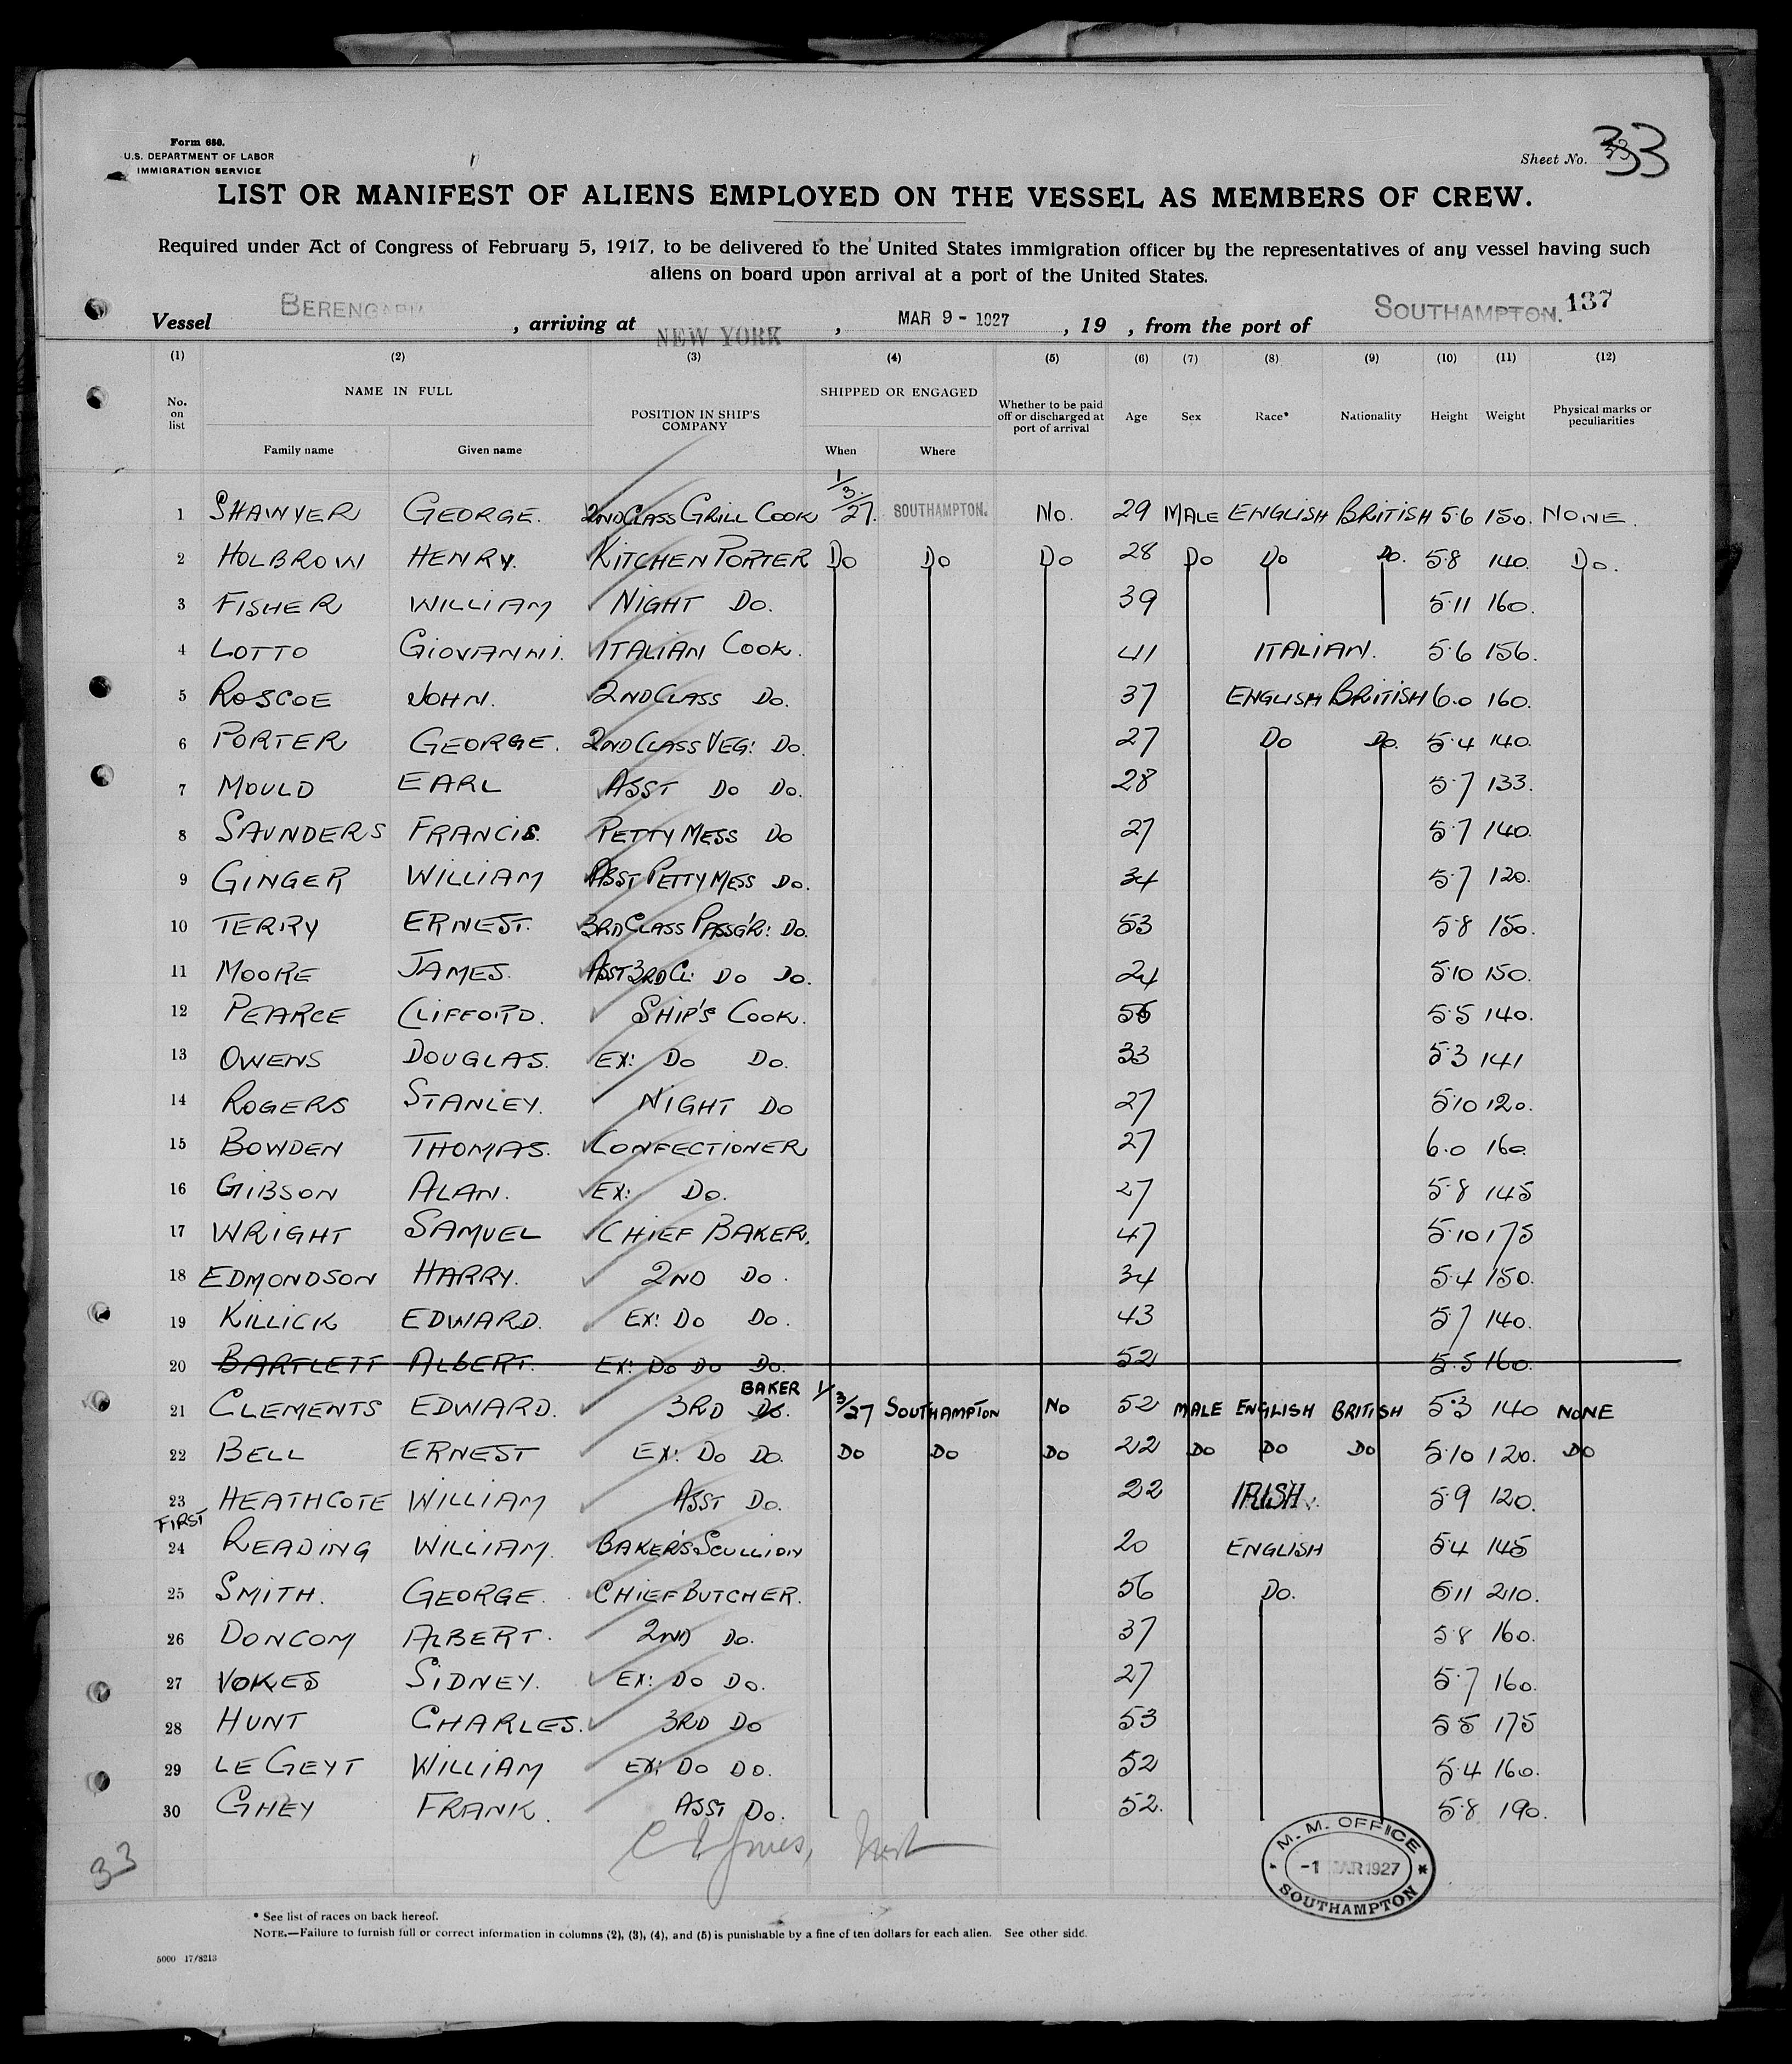 Form 680.
U.S. DEPARTMENT OF LABOR
IMMIGRATION SERVICE
Sheet No. 33
LIST OR MANIFEST OF ALIENS EMPLOYED ON THE VESSEL AS MEMBERS OF CREW.
Required under Act of Congress of February 5, 1917, to be delivered to the United States immigration officer by the representatives of any vessel having such
aliens on board upon arrival at a port of the United States.
Vessel BERENGARIA, arriving at NEW YORK, MAR 9 - 1927, 19 , from the port of SOUTHAMPTON. 137
(1) (2) (3) (4) (5) (6) (7) (8) (9) (10) (11) (12)
No. on list NAME IN FULL Family name Given name POSITION IN SHIP'S COMPANY SHIPPED OR ENGAGED When Where Whether to be paid off or discharged at port of arrival Age Sex Race* Nationality Height Weight Physical marks or peculiarities
1 SHAWYER GEORGE. 2ND CLASS GRILL COOK 1/3/27. SOUTHAMPTON. NO. 29 MALE ENGLISH BRITISH 5.6 150. NONE.
2 HOLBROW HENRY. KITCHEN PORTER DO DO DO 28 DO DO DO. 5.8 140. DO.
3 FISHER WILLIAM NIGHT DO. 39 5.11 160.
4 LOTTO GIOVANNI. ITALIAN COOK. 41 ITALIAN. 5.6 156.
5 ROSCOE JOHN. 2ND CLASS DO. 37 ENGLISH BRITISH 6.0 160.
6 PORTER GEORGE. 2ND CLASS VEG: DO. 27 DO DO. 5.4 140.
7 MOULD EARL ASST DO DO. 28 5.7 133.
8 SAUNDERS FRANCIS. PETTY MESS DO 27 5.7 140.
9 GINGER WILLIAM ASST PETTY MESS DO. 34 5.7 120.
10 TERRY ERNEST. 3RD CLASS PASSG'R: DO. 53 5.8 150.
11 MOORE JAMES. ASST 3RD CL: DO DO. 24 5.10 150.
12 PEARCE CLIFFORD. SHIP'S COOK. 55 5.5 140.
13 OWENS DOUGLAS. EX: DO DO. 33 5.3 141
14 ROGERS STANLEY. NIGHT DO 27 5.10 120.
15 BOWDEN THOMAS. CONFECTIONER 27 6.0 160.
16 GIBSON ALAN. EX: DO. 27 5.8 145
17 WRIGHT SAMUEL CHIEF BAKER. 47 5.10 175
18 EDMONDSON HARRY. 2ND DO. 34 5.4 150.
19 KILLICK EDWARD. EX: DO DO. 43 5.7 140.
20 BARTLETT ALBERT. EX: DO DO DO. 52 5.5 160.
21 CLEMENTS EDWARD. 3RD DO. BAKER 1/3/27 SOUTHAMPTON NO 52 MALE ENGLISH BRITISH 5.3 140 NONE
22 BELL ERNEST EX: DO DO. DO DO DO 22 DO DO DO 5.10 120. DO
23 HEATHCOTE WILLIAM ASST DO. 22 IRISH. 5.9 120.
FIRST
24 READING WILLIAM. BAKER'S SCULLION 20 ENGLISH 5.4 145
25 SMITH. GEORGE. CHIEF BUTCHER. 56 DO. 5.11 210.
26 DONCOM ALBERT. 2ND DO. 37 5.8 160.
27 VOKES SIDNEY. EX: DO DO. 27 5.7 160.
28 HUNT CHARLES. 3RD DO 53 5.5 175
29 LE GEYT WILLIAM EX: DO DO. 52 5.4 160.
30 GHEY FRANK. ASST DO. 52. 5.8 190.
33
M. M. OFFICE
-1 MAR 1927
SOUTHAMPTON
* See list of races on back hereof.
NOTE.—Failure to furnish full or correct information in columns (2), (3), (4), and (5) is punishable by a fine of ten dollars for each alien. See other side.
5000 17/8213